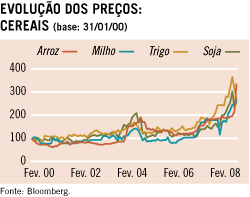 EVOLUÇÃO DOS PREÇOS:
CEREAIS (base: 31/01/00)
Arroz Milho Trigo Soja
400
300
200
100
0
Fev. 00 Fev. 02 Fev. 04 Fev. 06 Fev. 08
Fonte: Bloomberg.